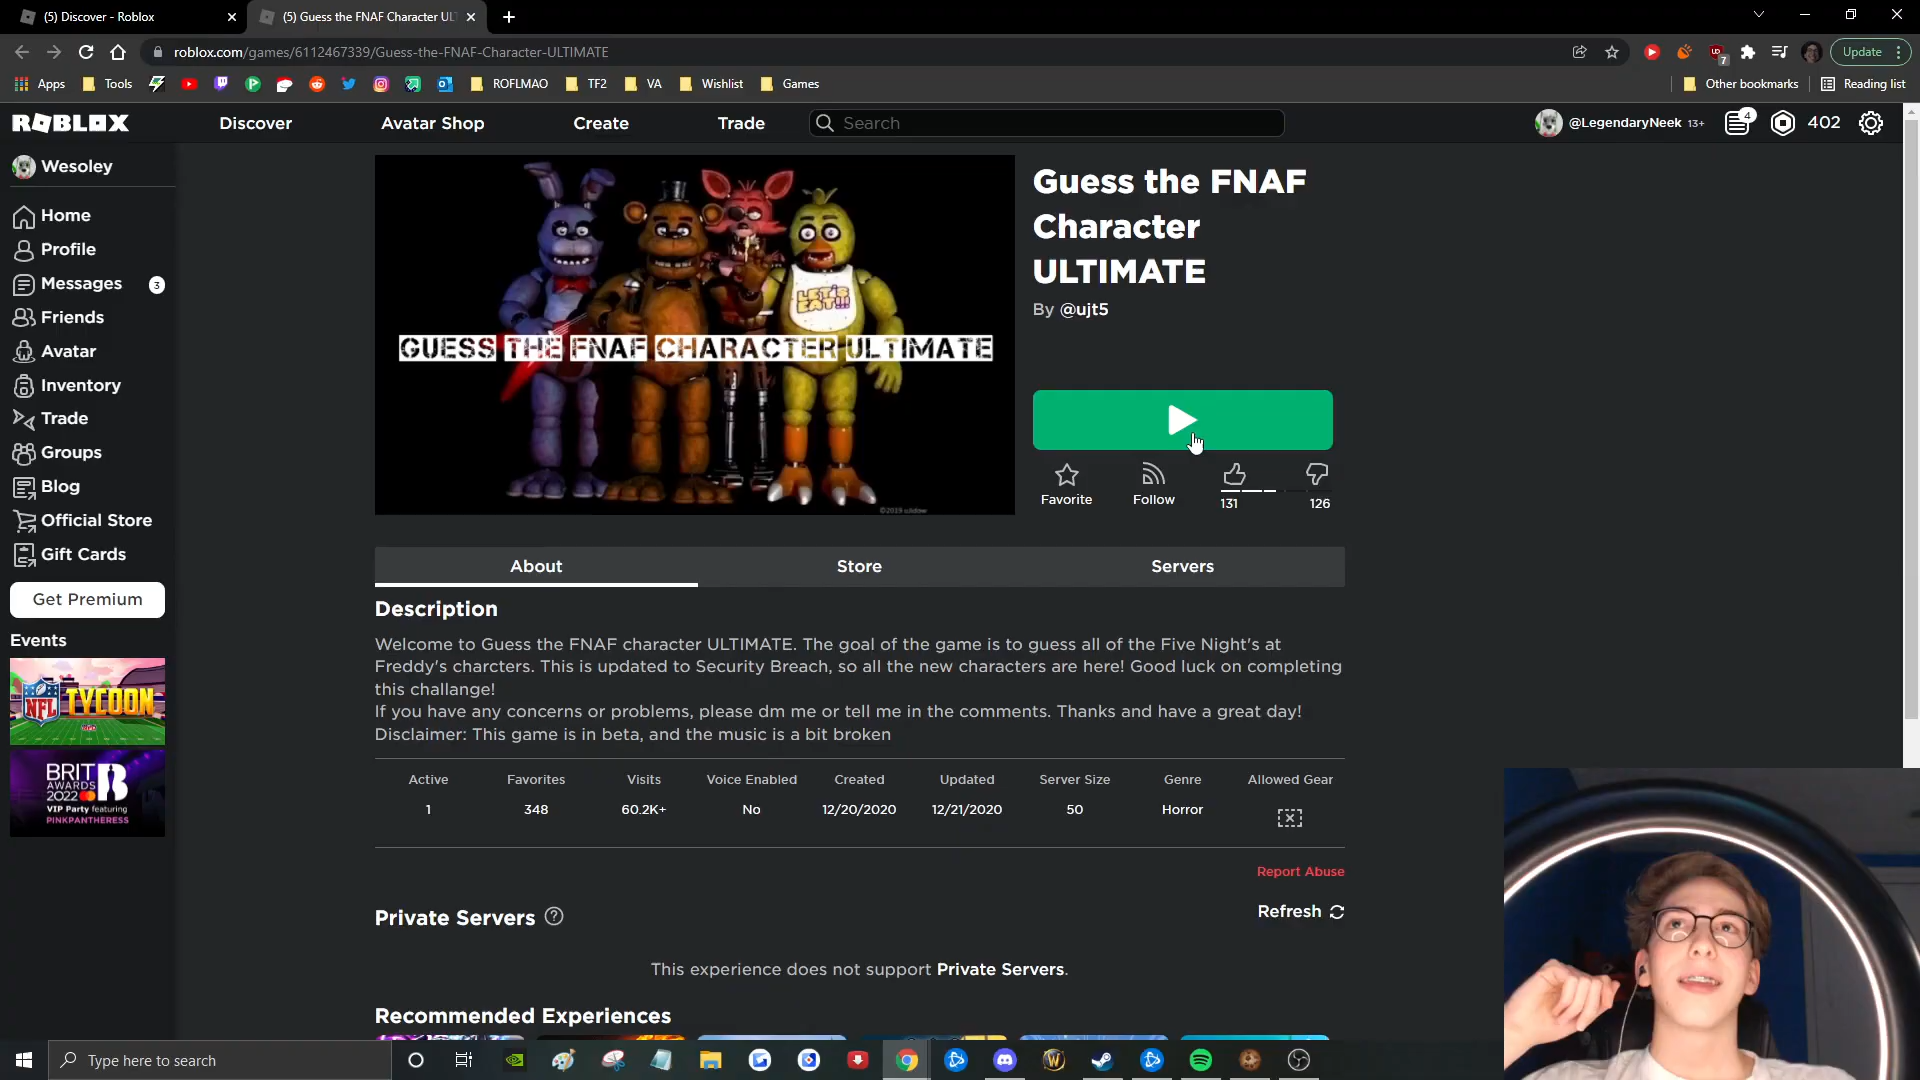 (5) Discover - Roblox
(5) Guess the FNAF Character UL
roblox.com/games/6112467339/Guess-the-FNAF-Character-ULTIMATE
7
Update
Apps
Tools
ROFLMAO
TF2
VA
Wishlist
Games
Other bookmarks
Reading list
ROBLOX
Discover
Avatar Shop
Create
Trade
Search
@LegendaryNeek 13+
4
402
Wesoley
Home
Profile
Messages 3
Friends
Avatar
Inventory
Trade
Groups
Blog
Official Store
Gift Cards
Get Premium
Events
NFL TYCOON
BRIT
AWARDS
2022
VIP Party featuring
PINKPANTHERESS
LET'S
EAT!!!
GUESS THE FNAF CHARACTER ULTIMATE
Guess the FNAF
Character
ULTIMATE
By @ujt5
Favorite
Follow
131
126
About
Store
Servers
Description
Welcome to Guess the FNAF character ULTIMATE. The goal of the game is to guess all of the Five Night's at
Freddy's charcters. This is updated to Security Breach, so all the new characters are here! Good luck on completing
this challange!
If you have any concerns or problems, please dm me or tell me in the comments. Thanks and have a great day!
Disclaimer: This game is in beta, and the music is a bit broken
Active Favorites Visits Voice Enabled Created Updated Server Size Genre Allowed Gear
1 348 60.2K+ No 12/20/2020 12/21/2020 50 Horror
Report Abuse
Private Servers
Refresh
This experience does not support Private Servers.
Recommended Experiences
Type here to search